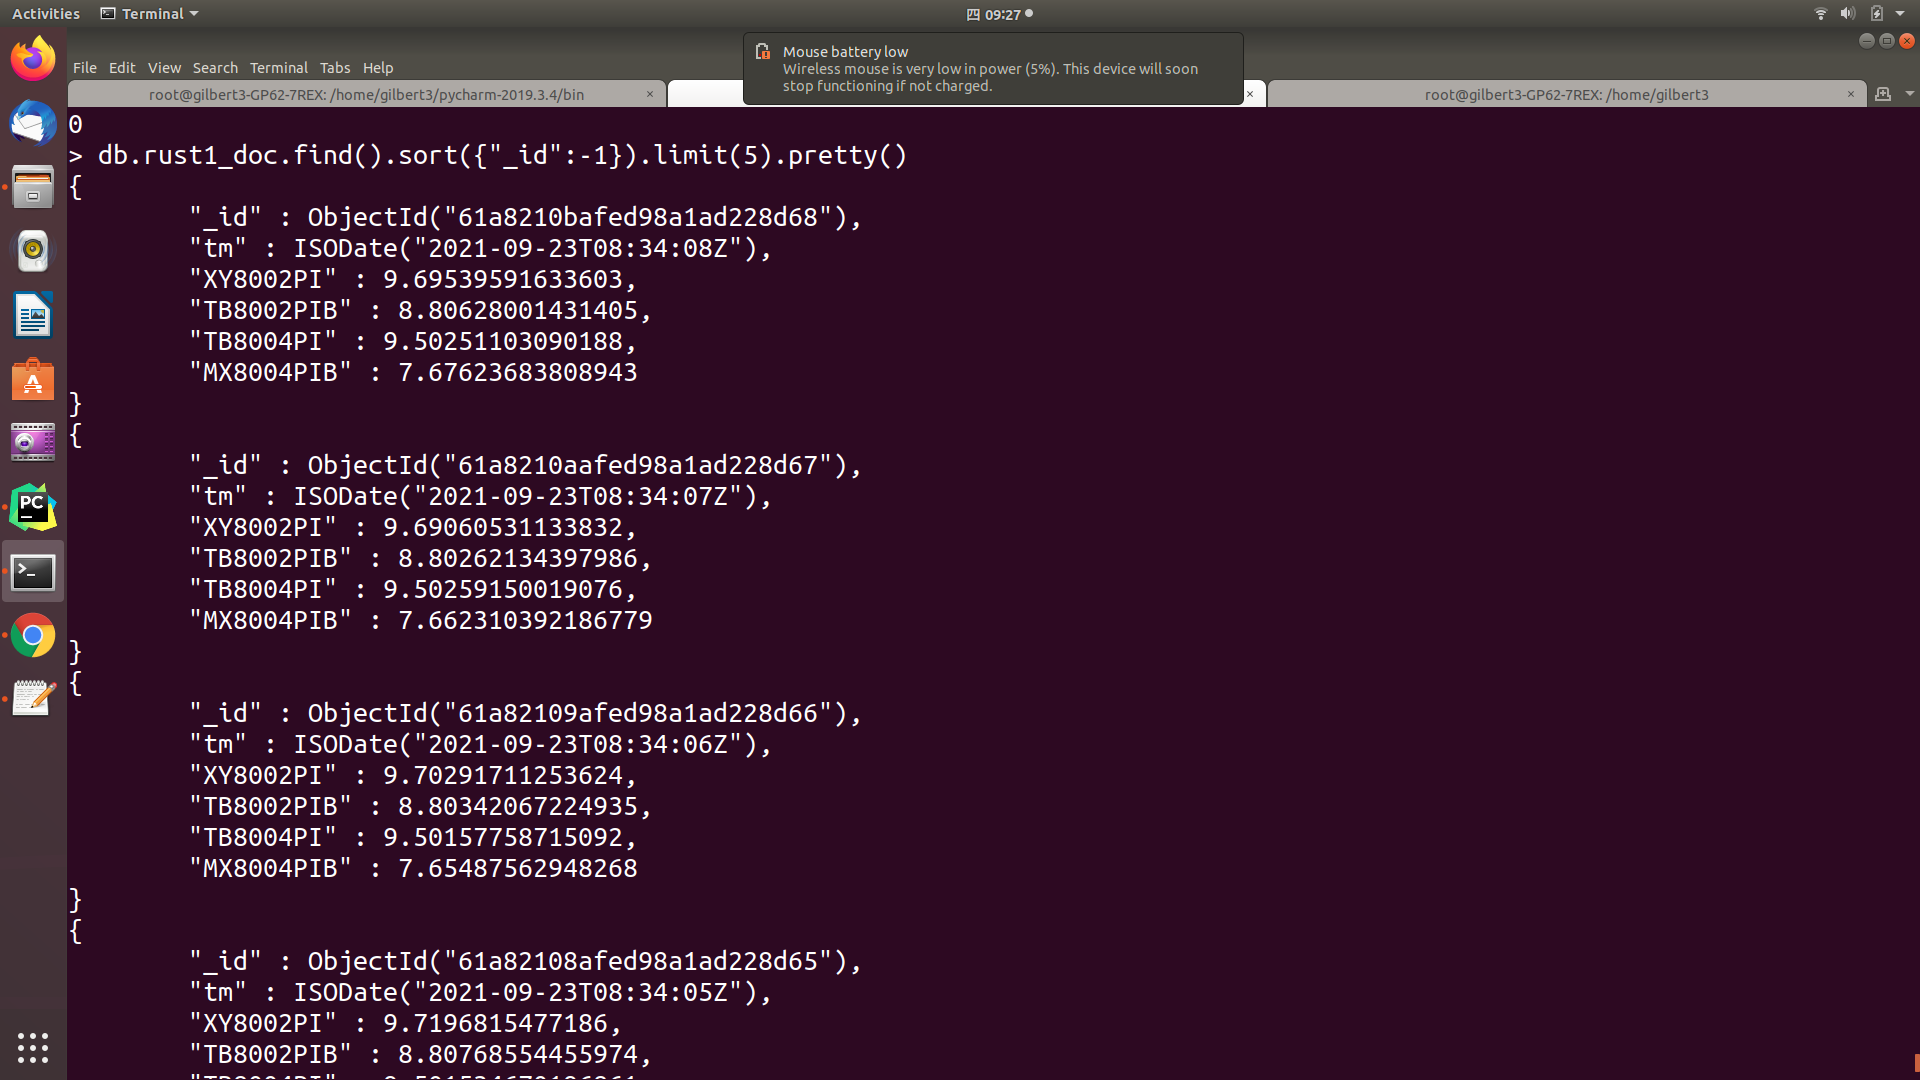 Activities
Terminal
四 09:27
Mouse battery low
Wireless mouse is very low in power (5%). This device will soon
stop functioning if not charged.
File Edit View Search Terminal Tabs Help
root@gilbert3-GP62-7REX: /home/gilbert3/pycharm-2019.3.4/bin ×
×
root@gilbert3-GP62-7REX: /home/gilbert3 ×
0
> db.rust1_doc.find().sort({"_id":-1}).limit(5).pretty()
{
"_id" : ObjectId("61a8210bafed98a1ad228d68"),
"tm" : ISODate("2021-09-23T08:34:08Z"),
"XY8002PI" : 9.69539591633603,
"TB8002PIB" : 8.80628001431405,
"TB8004PI" : 9.50251103090188,
"MX8004PIB" : 7.67623683808943
}
{
"_id" : ObjectId("61a8210aafed98a1ad228d67"),
"tm" : ISODate("2021-09-23T08:34:07Z"),
"XY8002PI" : 9.69060531133832,
"TB8002PIB" : 8.80262134397986,
"TB8004PI" : 9.50259150019076,
"MX8004PIB" : 7.662310392186779
}
{
"_id" : ObjectId("61a82109afed98a1ad228d66"),
"tm" : ISODate("2021-09-23T08:34:06Z"),
"XY8002PI" : 9.70291711253624,
"TB8002PIB" : 8.80342067224935,
"TB8004PI" : 9.50157758715092,
"MX8004PIB" : 7.65487562948268
}
{
"_id" : ObjectId("61a82108afed98a1ad228d65"),
"tm" : ISODate("2021-09-23T08:34:05Z"),
"XY8002PI" : 9.7196815477186,
"TB8002PIB" : 8.80768554455974,
PC